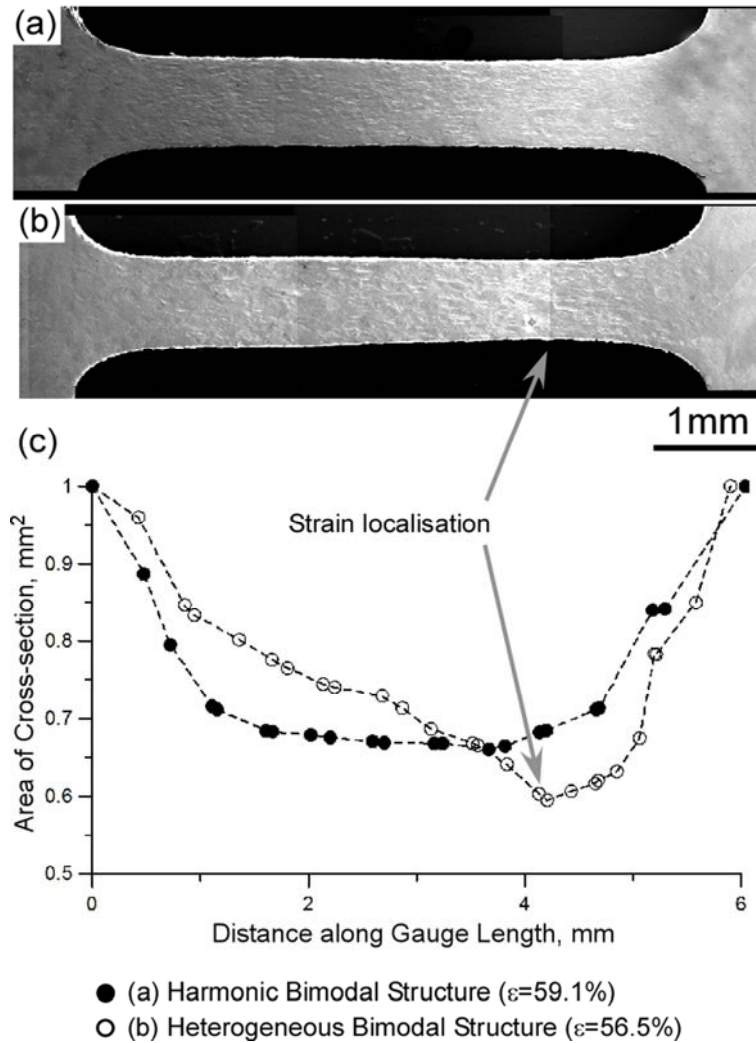 (a)
(b)
1mm
(c)
Strain localisation
Area of Cross-section, mm²
1
0.9
0.8
0.7
0.6
0.5
0
2
4
6
Distance along Gauge Length, mm
● (a) Harmonic Bimodal Structure (ε=59.1%)
○ (b) Heterogeneous Bimodal Structure (ε=56.5%)